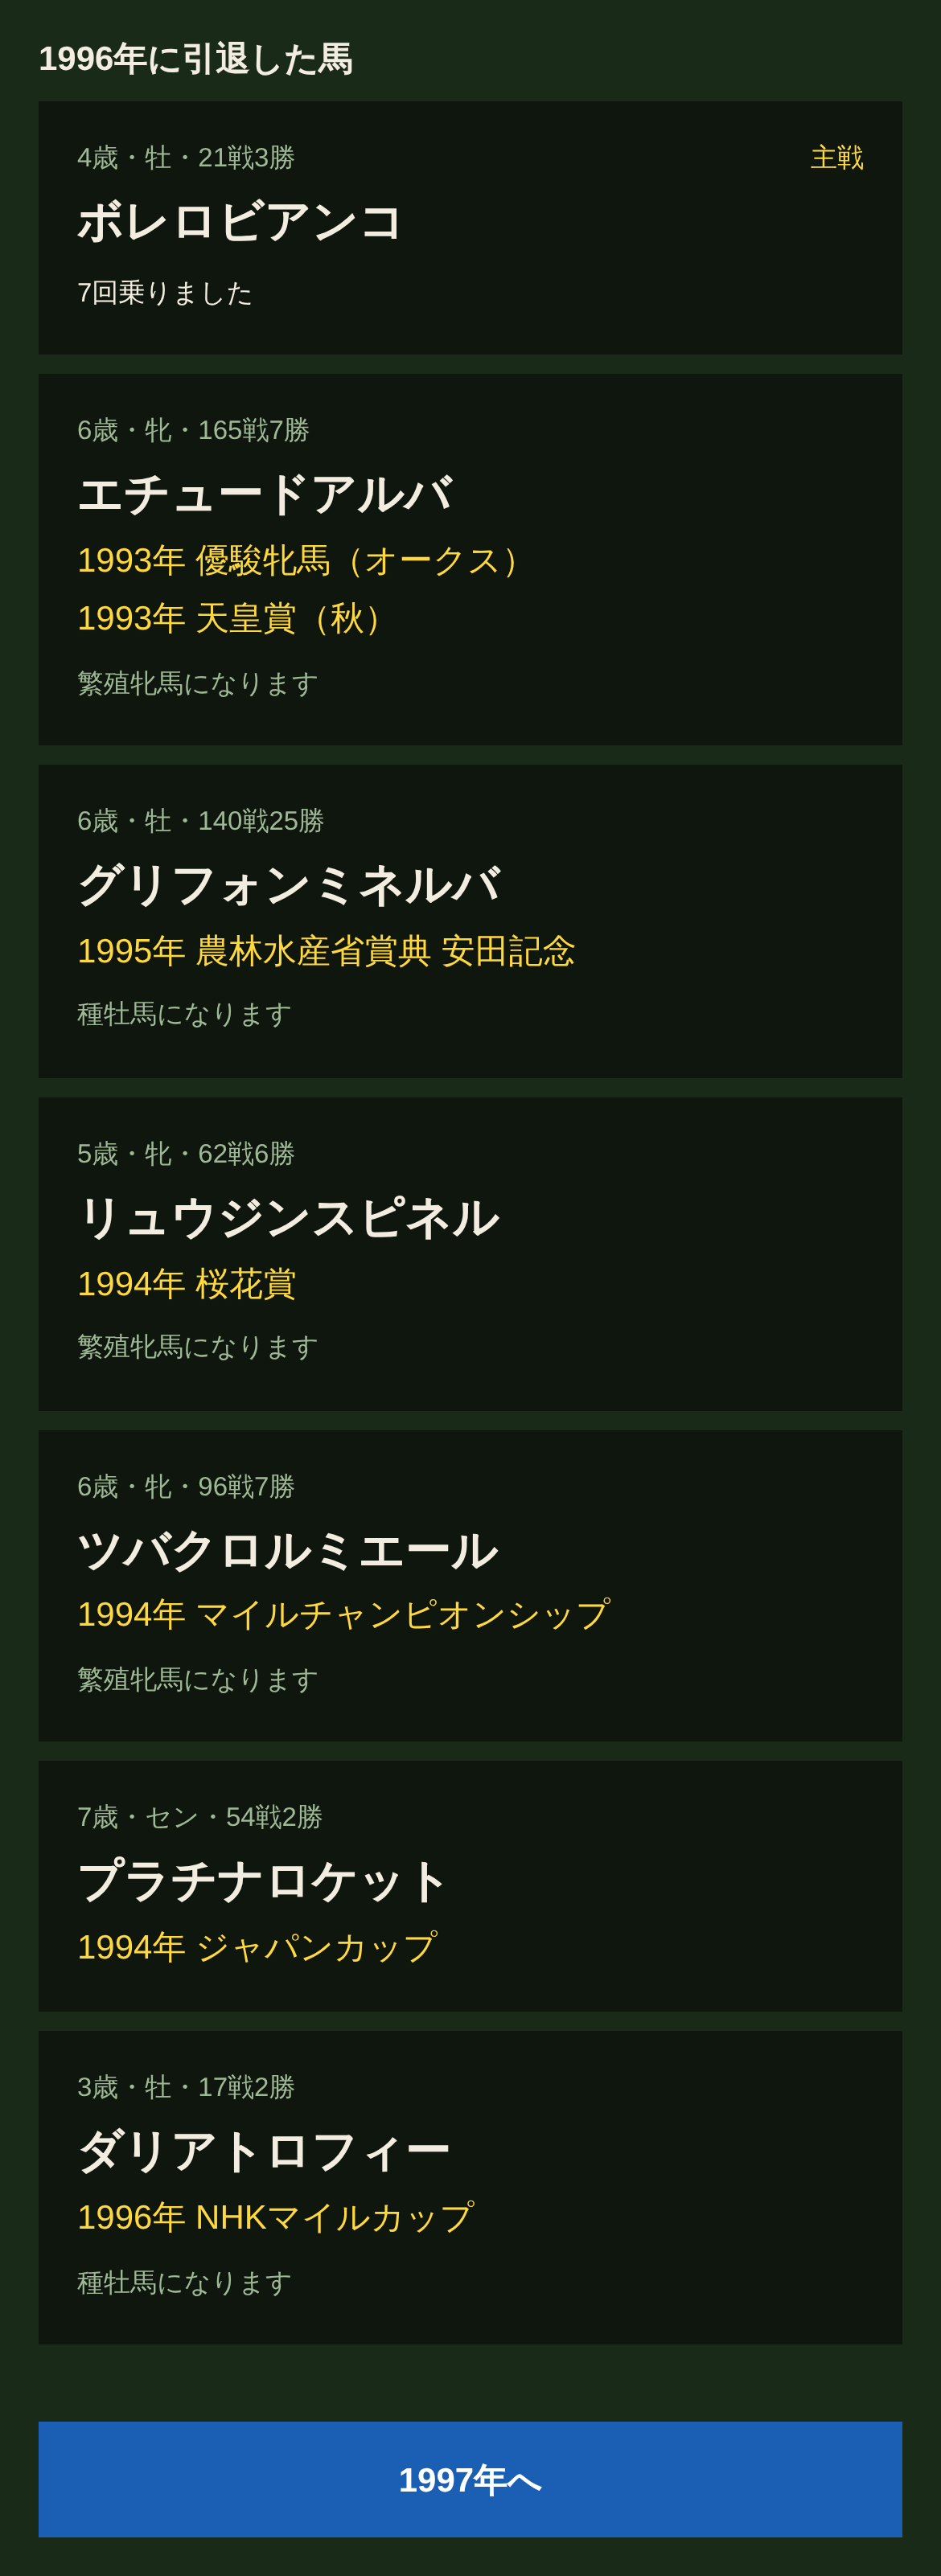 1996年に引退した馬
4歳・牡・21戦3勝 主戦
ボレロビアンコ
7回乗りました
6歳・牝・165戦7勝
エチュードアルバ
1993年 優駿牝馬（オークス）
1993年 天皇賞（秋）
繁殖牝馬になります
6歳・牡・140戦25勝
グリフォンミネルバ
1995年 農林水産省賞典 安田記念
種牡馬になります
5歳・牝・62戦6勝
リュウジンスピネル
1994年 桜花賞
繁殖牝馬になります
6歳・牝・96戦7勝
ツバクロルミエール
1994年 マイルチャンピオンシップ
繁殖牝馬になります
7歳・セン・54戦2勝
プラチナロケット
1994年 ジャパンカップ
3歳・牡・17戦2勝
ダリアトロフィー
1996年 NHKマイルカップ
種牡馬になります
1997年へ